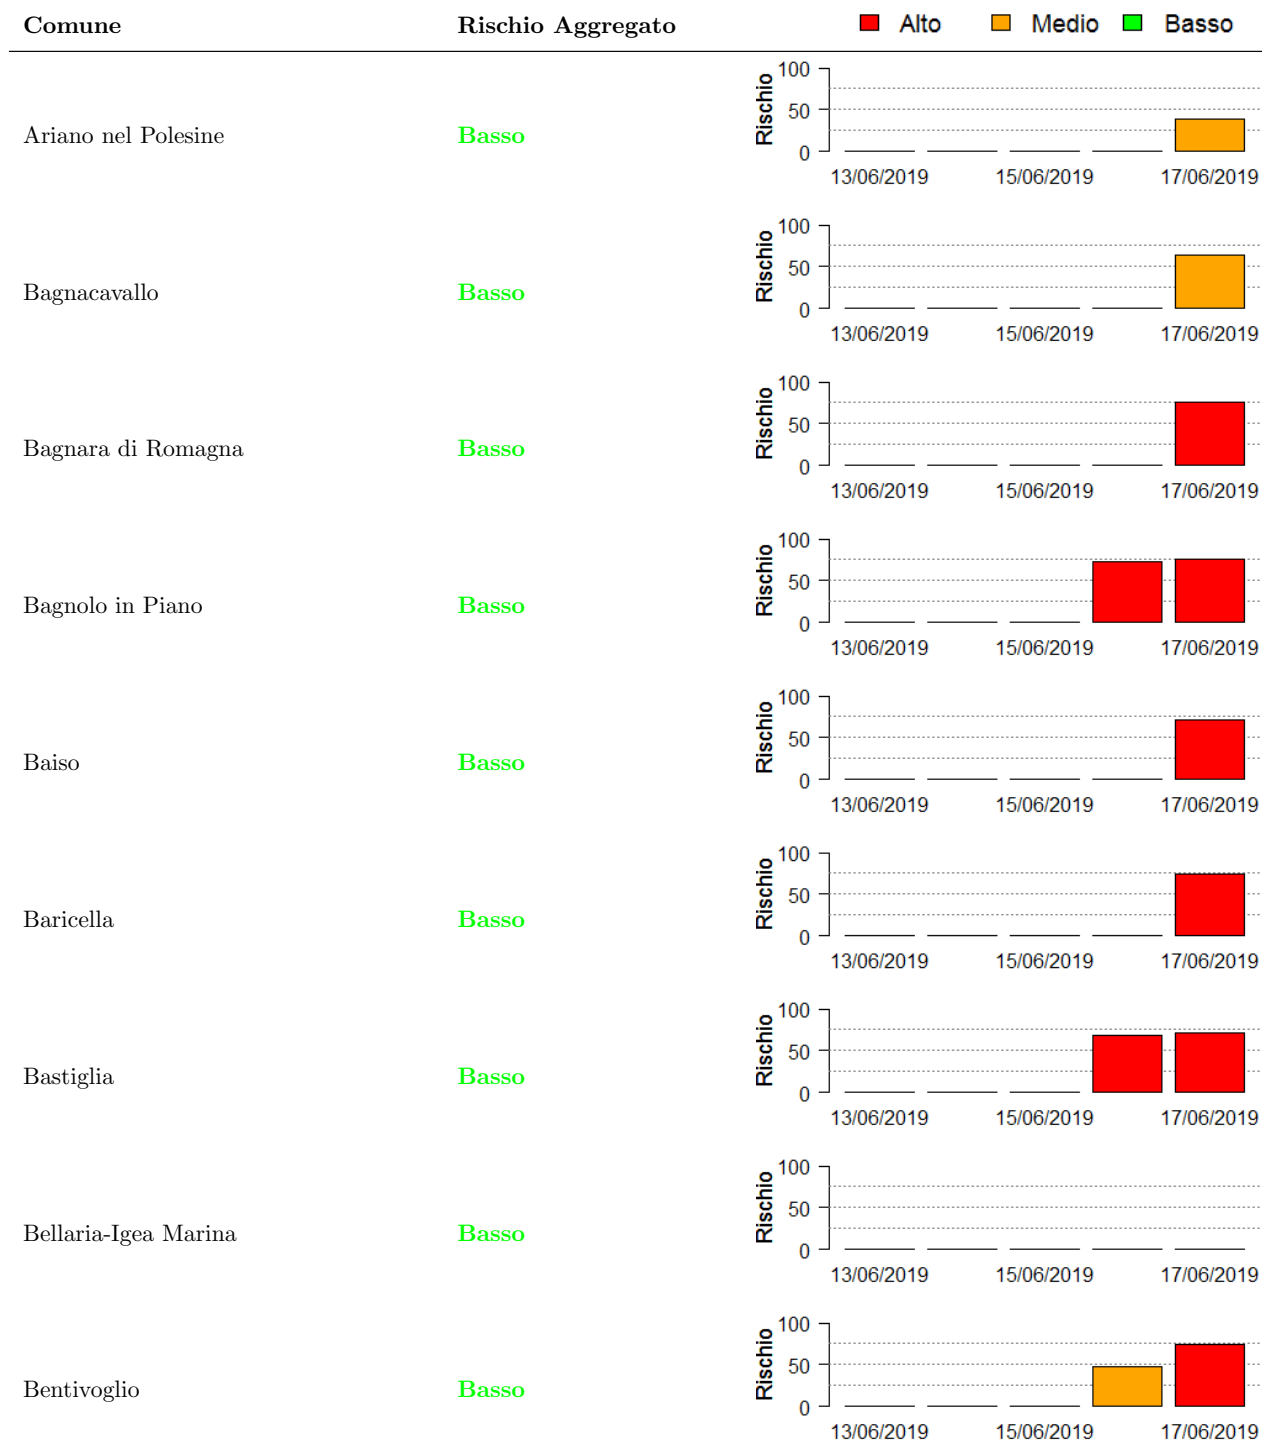 Comune Rischio Aggregato Alto Medio Basso
100
Rischio
50
Ariano nel Polesine Basso
0
13/06/2019 15/06/2019 17/06/2019
100
Rischio
50
Bagnacavallo Basso
0
13/06/2019 15/06/2019 17/06/2019
100
Rischio
50
Bagnara di Romagna Basso
0
13/06/2019 15/06/2019 17/06/2019
100
Rischio
50
Bagnolo in Piano Basso
0
13/06/2019 15/06/2019 17/06/2019
100
Rischio
50
Baiso Basso
0
13/06/2019 15/06/2019 17/06/2019
100
Rischio
50
Baricella Basso
0
13/06/2019 15/06/2019 17/06/2019
100
Rischio
50
Bastiglia Basso
0
13/06/2019 15/06/2019 17/06/2019
100
Rischio
50
Bellaria-Igea Marina Basso
0
13/06/2019 15/06/2019 17/06/2019
100
Rischio
50
Bentivoglio Basso
0
13/06/2019 15/06/2019 17/06/2019